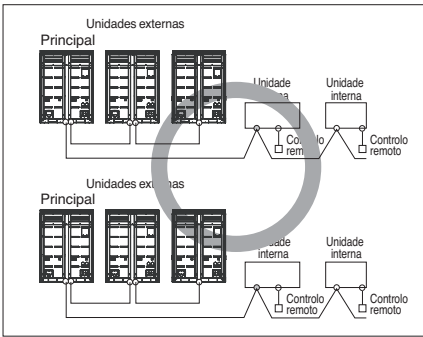 Unidades externas
Principal
Unidade
interna
Controlo
remoto
Unidade
interna
Controlo
remoto
Unidades externas
Principal
Unidade
interna
Controlo
remoto
Unidade
interna
Controlo
remoto